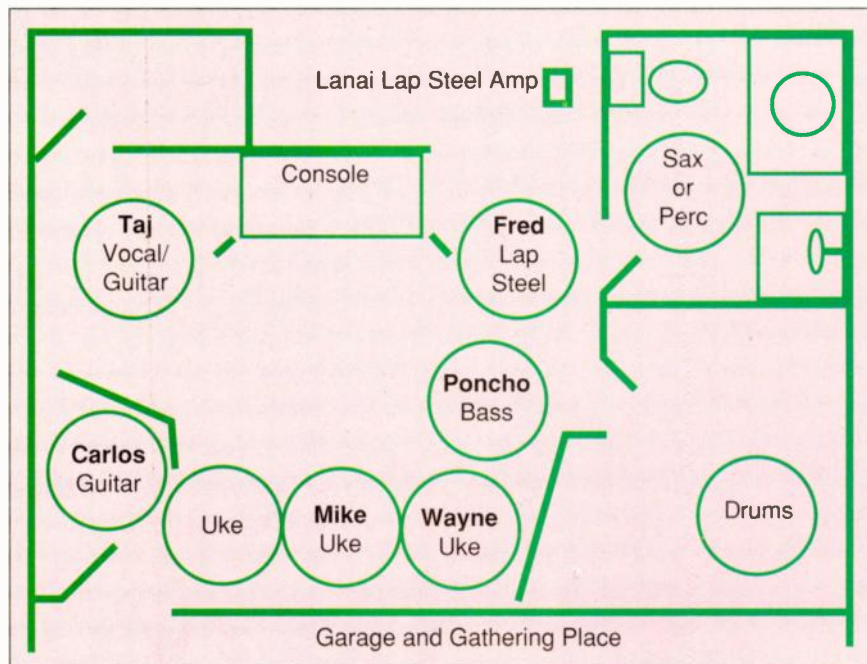 Lanai Lap Steel Amp
Console
Sax
or
Perc
Taj
Vocal/
Guitar
Fred
Lap
Steel
Poncho
Bass
Carlos
Guitar
Uke
Mike
Uke
Wayne
Uke
Drums
Garage and Gathering Place